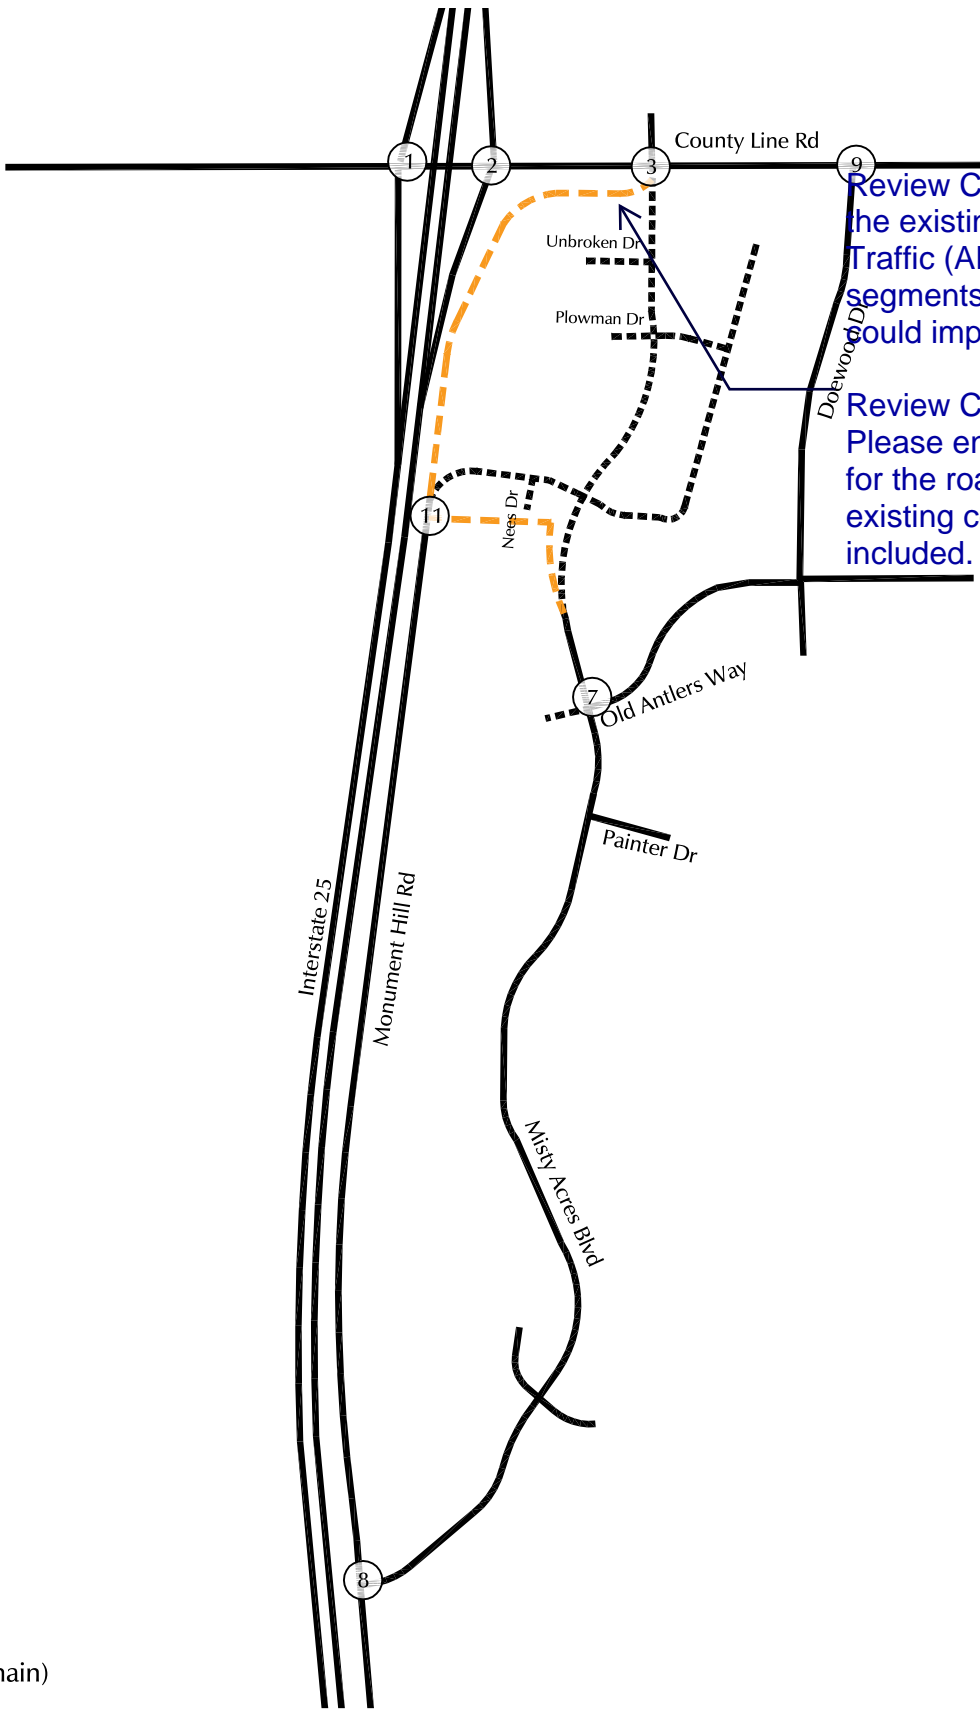 County Line Rd
1
2
3
9
Review C
the existin
Traffic (A
segments
could imp
Unbroken Dr
Plowman Dr
Doewood Dr
Review C
Please en
for the roa
existing c
included.
Nees Dr
11
7
Old Antlers Way
Painter Dr
Interstate 25
Monument Hill Rd
Misty Acres Blvd
8
ain)